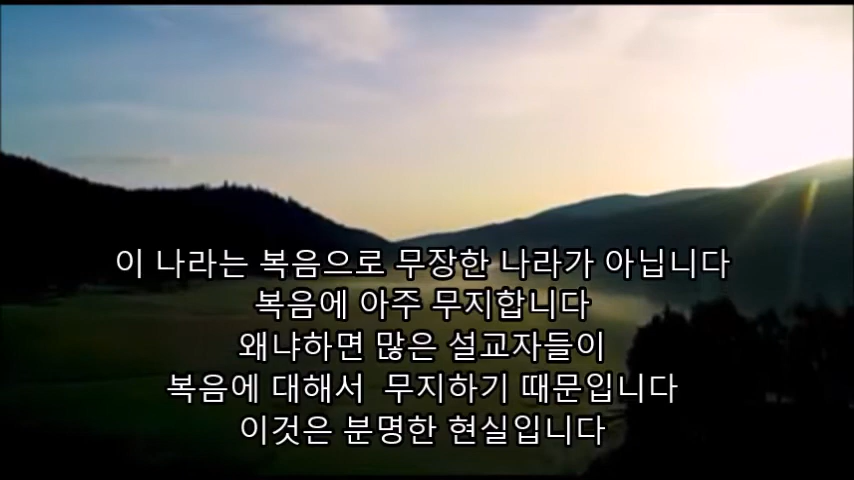 이 나라는 복음으로 무장한 나라가 아닙니다
복음에 아주 무지합니다
왜냐하면 많은 설교자들이
복음에 대해서  무지하기 때문입니다
이것은 분명한 현실입니다